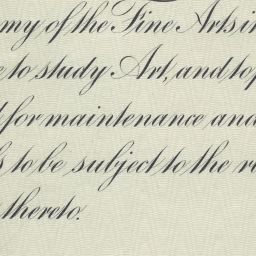 my of the Fine Arts in
e to study Art, and to p
for maintenance and
s to be subject to the r
thereto.